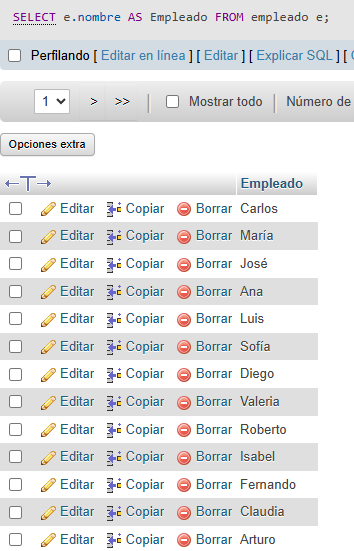 SELECT e.nombre AS Empleado FROM empleado e;
Perfilando [ Editar en línea ] [ Editar ] [ Explicar SQL ] [
1 > >> Mostrar todo Número de
Opciones extra
Empleado
Editar Copiar Borrar Carlos
Editar Copiar Borrar María
Editar Copiar Borrar José
Editar Copiar Borrar Ana
Editar Copiar Borrar Luis
Editar Copiar Borrar Sofía
Editar Copiar Borrar Diego
Editar Copiar Borrar Valeria
Editar Copiar Borrar Roberto
Editar Copiar Borrar Isabel
Editar Copiar Borrar Fernando
Editar Copiar Borrar Claudia
Editar Copiar Borrar Arturo